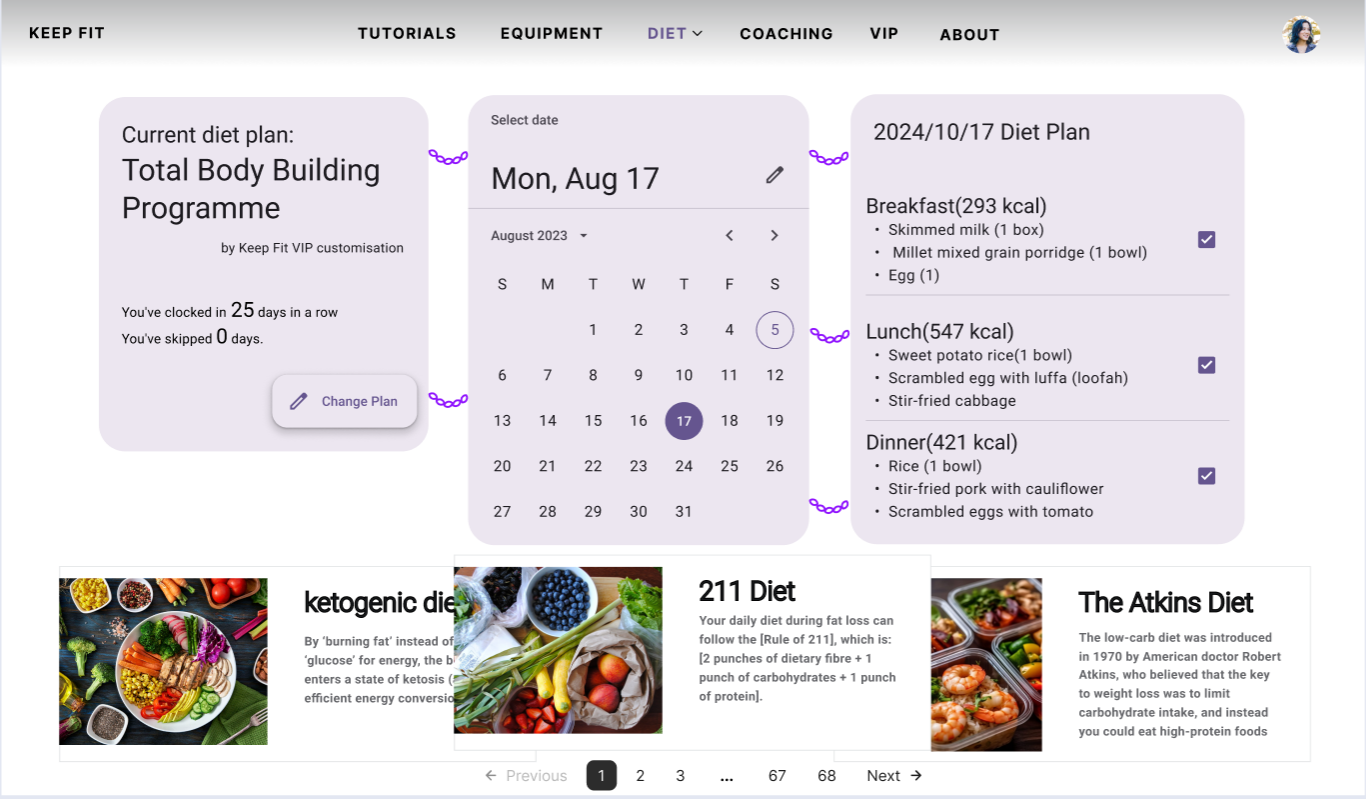 KEEP FIT
TUTORIALS
EQUIPMENT
DIET
COACHING
VIP
ABOUT
Current diet plan:
Total Body Building
Programme
by Keep Fit VIP customisation
You've clocked in 25 days in a row
You've skipped 0 days.
Change Plan
Select date
Mon, Aug 17
August 2023
S M T W T F S
1 2 3 4 5
6 7 8 9 10 11 12
13 14 15 16 17 18 19
20 21 22 23 24 25 26
27 28 29 30 31
2024/10/17 Diet Plan
Breakfast(293 kcal)
• Skimmed milk (1 box)
• Millet mixed grain porridge (1 bowl)
• Egg (1)
Lunch(547 kcal)
• Sweet potato rice(1 bowl)
• Scrambled egg with luffa (loofah)
• Stir-fried cabbage
Dinner(421 kcal)
• Rice (1 bowl)
• Stir-fried pork with cauliflower
• Scrambled eggs with tomato
ketogenic die
By ‘burning fat’ instead of
‘glucose’ for energy, the b
enters a state of ketosis (
efficient energy conversio
211 Diet
Your daily diet during fat loss can
follow the [Rule of 211], which is:
[2 punches of dietary fibre + 1
punch of carbohydrates + 1 punch
of protein].
The Atkins Diet
The low-carb diet was introduced
in 1970 by American doctor Robert
Atkins, who believed that the key
to weight loss was to limit
carbohydrate intake, and instead
you could eat high-protein foods
← Previous 1 2 3 ... 67 68 Next →